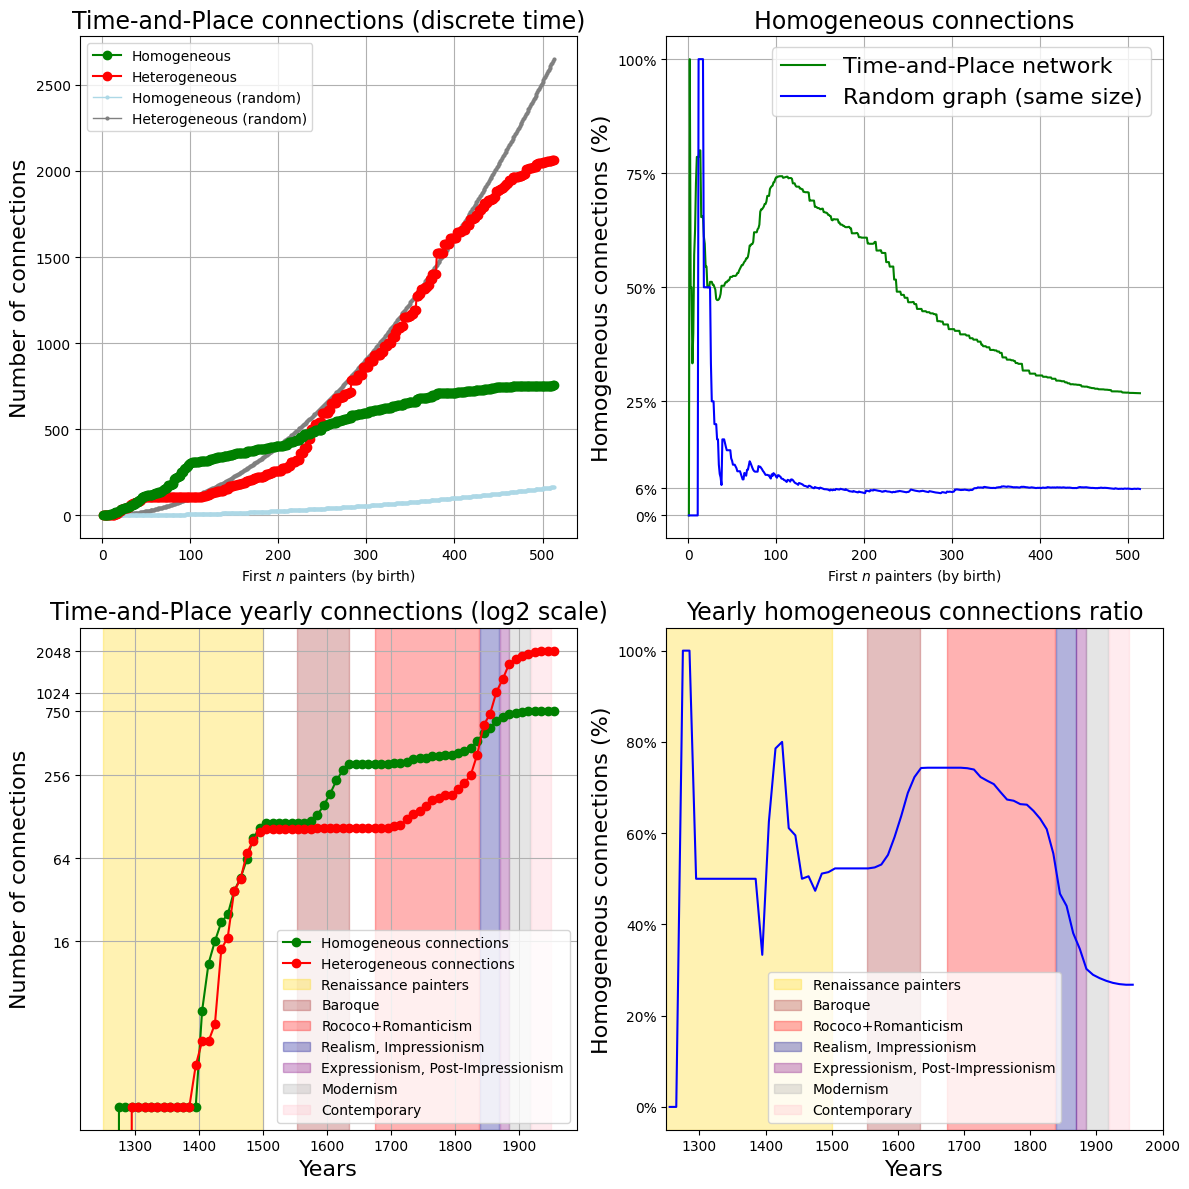 Time-and-Place connections (discrete time)
Number of connections
2500
2000
1500
1000
500
0
Homogeneous
Heterogeneous
Homogeneous (random)
Heterogeneous (random)
0 100 200 300 400 500
First n painters (by birth)
Homogeneous connections
Homogeneous connections (%)
100%
75%
50%
25%
6%
0%
Time-and-Place network
Random graph (same size)
0 100 200 300 400 500
First n painters (by birth)
Time-and-Place yearly connections (log2 scale)
Number of connections
2048
1024
750
256
64
16
Homogeneous connections
Heterogeneous connections
Renaissance painters
Baroque
Rococo+Romanticism
Realism, Impressionism
Expressionism, Post-Impressionism
Modernism
Contemporary
1300 1400 1500 1600 1700 1800 1900
Years
Yearly homogeneous connections ratio
Homogeneous connections (%)
100%
80%
60%
40%
20%
0%
Renaissance painters
Baroque
Rococo+Romanticism
Realism, Impressionism
Expressionism, Post-Impressionism
Modernism
Contemporary
1300 1400 1500 1600 1700 1800 1900 2000
Years